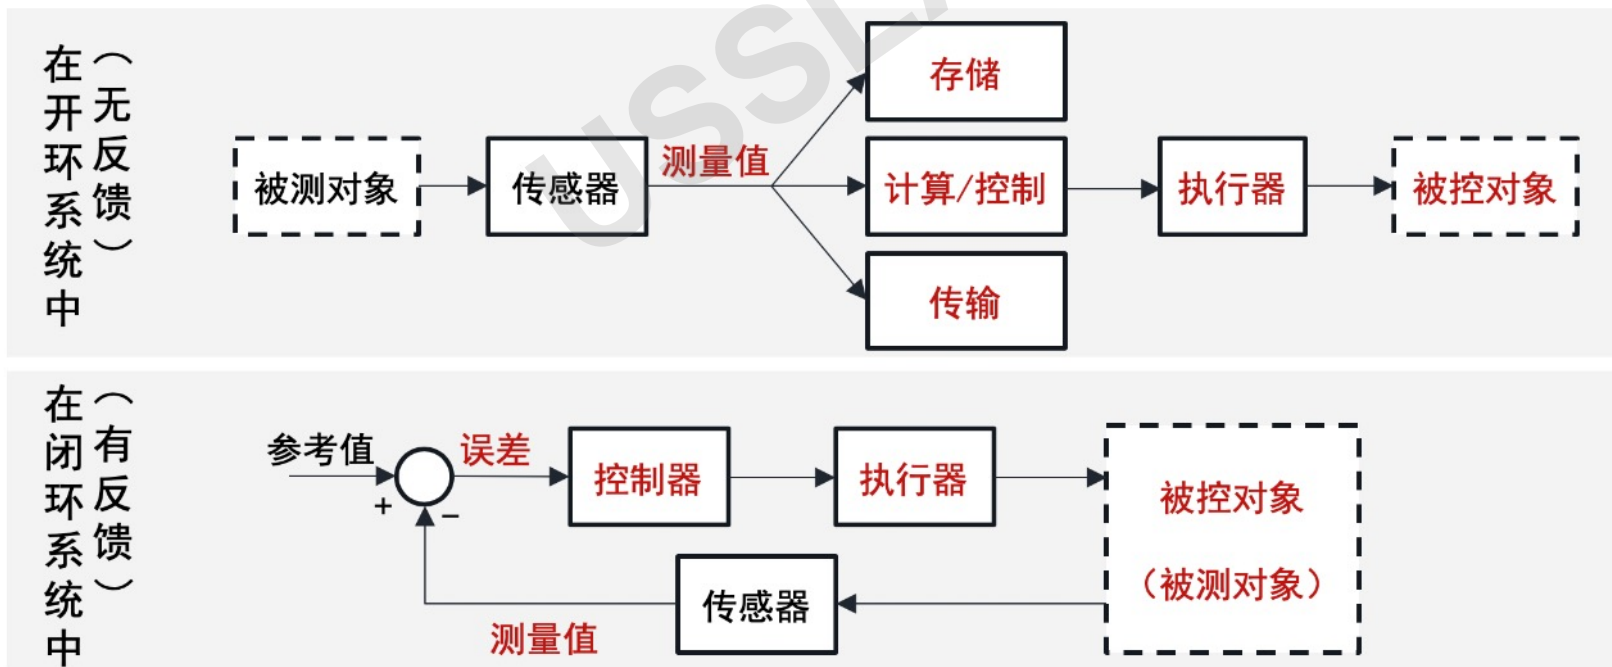 在开环系统中
（无反馈）
被测对象
传感器
测量值
存储
计算/控制
传输
执行器
被控对象
USSL
在闭环系统中
（有反馈）
参考值
+
−
误差
控制器
执行器
被控对象
（被测对象）
传感器
测量值